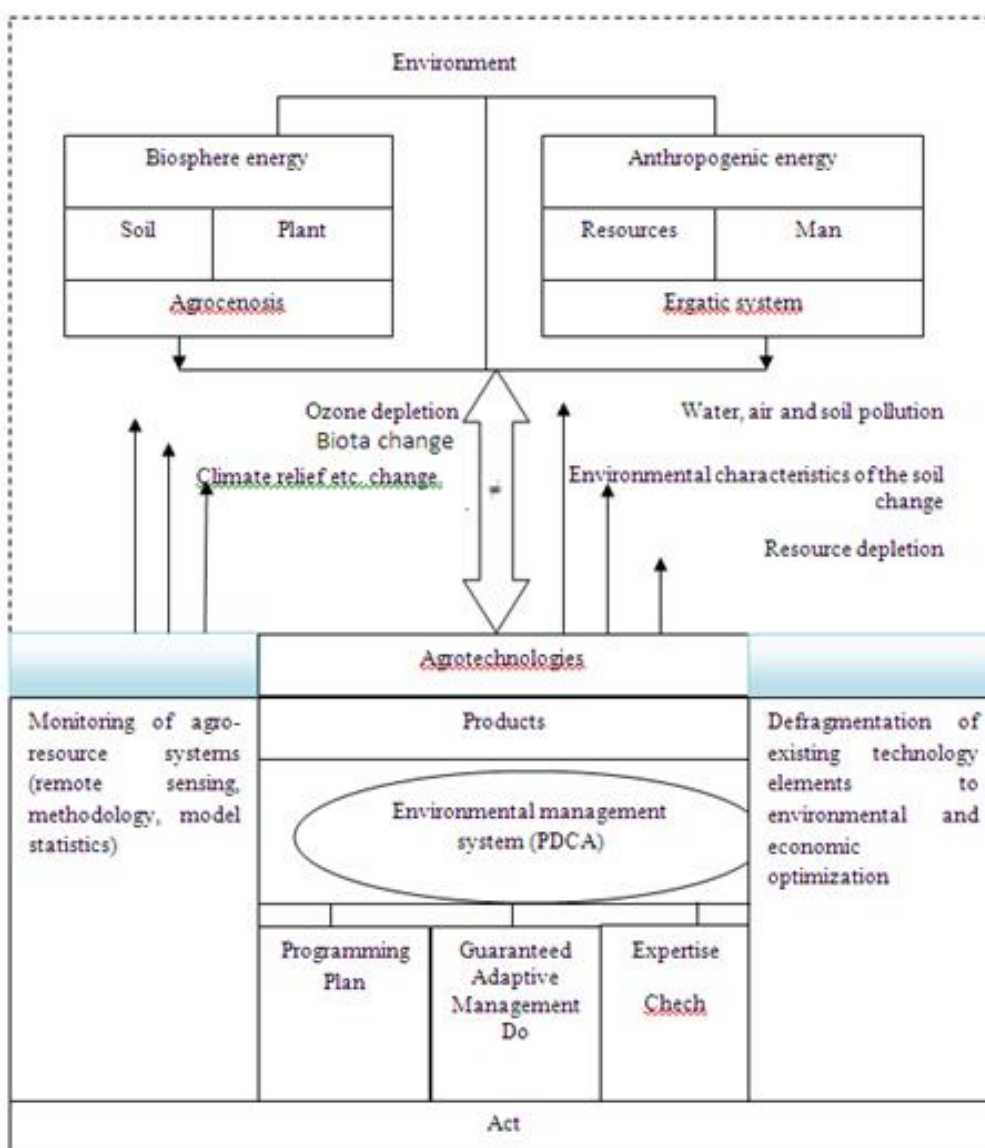 Environment
Biosphere energy
Anthropogenic energy
Soil
Plant
Resources
Man
Agrocenosis
Ergatic system
Ozone depletion
Biota change
Climate relief etc. change
Water, air and soil pollution
Environmental characteristics of the soil
change
Resource depletion
Agrotechnologies
Monitoring of agro-
resource systems
(remote sensing,
methodology, model
statistics)
Products
Environmental management
system (PDCA)
Programming
Plan
Guaranteed
Adaptive
Management
Do
Expertise
Chech
Defragmentation of
existing technology
elements to
environmental and
economic
optimization
Act